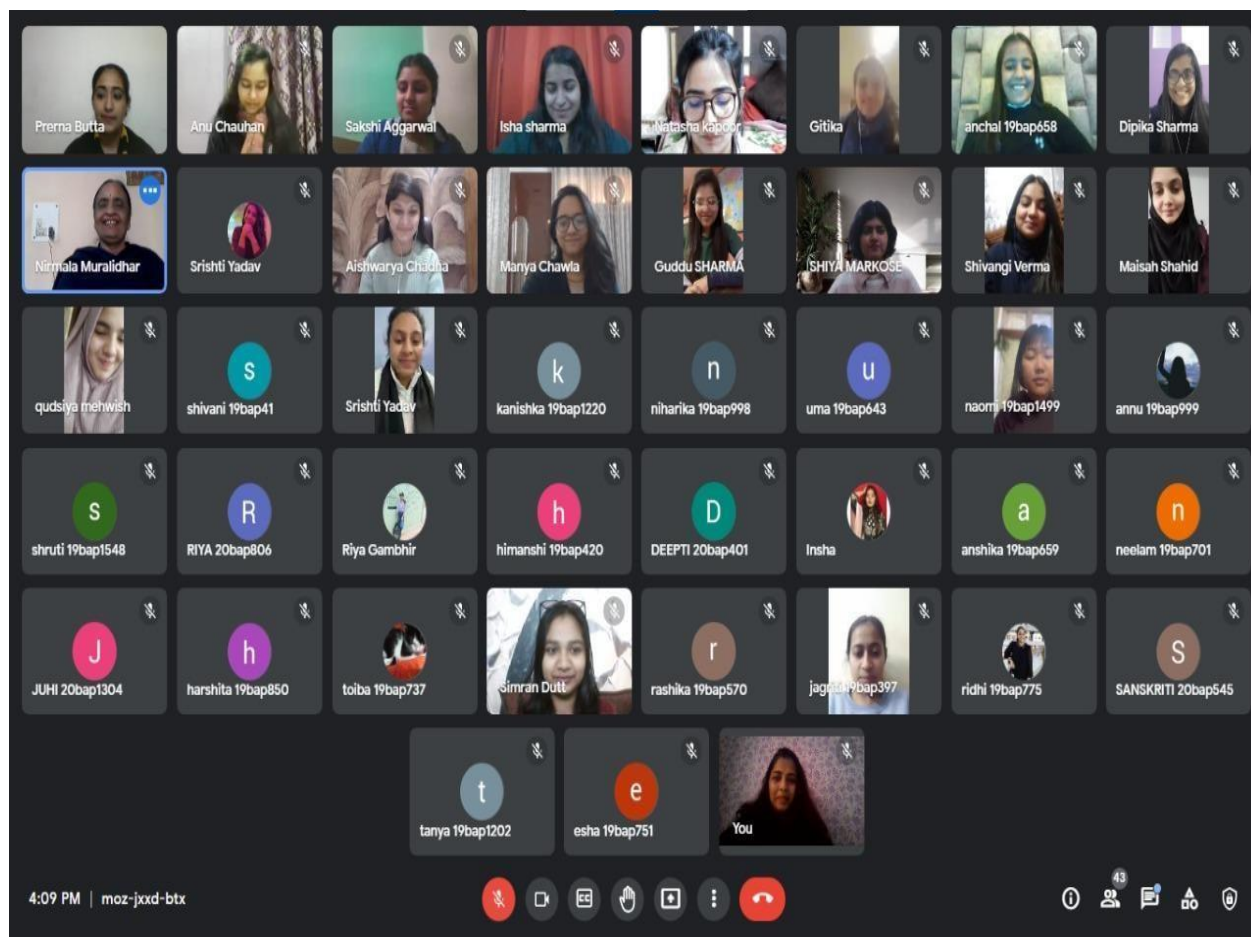 Prerna Butta
Anu Chauhan
Sakshi Aggarwal
Isha sharma
Natasha kapoor
Gitika
anchal 19bap658
Dipika Sharma
Nirmala Muralidhar
Srishti Yadav
Aishwarya Chadha
Manya Chawla
Guddu SHARMA
SHIYA MARKOSE
Shivangi Verma
Maisah Shahid
qudsiya mehwish
s
shivani 19bap41
Srishti Yadav
k
kanishka 19bap1220
n
niharika 19bap998
u
uma 19bap643
naomi 19bap1499
annu 19bap999
s
shruti 19bap1548
R
RIYA 20bap806
Riya Gambhir
h
himanshi 19bap420
D
DEEPTI 20bap401
Insha
a
anshika 19bap659
n
neelam 19bap701
J
JUHI 20bap1304
h
harshita 19bap850
toiba 19bap737
Simran Dutt
r
rashika 19bap570
jagriti 19bap397
ridhi 19bap775
S
SANSKRITI 20bap545
t
tanya 19bap1202
e
esha 19bap751
You
4:09 PM | moz-jxxd-btx
CC
43